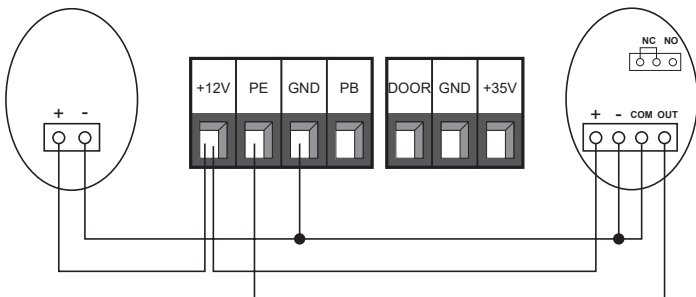 NC NO
+12V PE GND PB DOOR GND +35V
+ - + - COM OUT